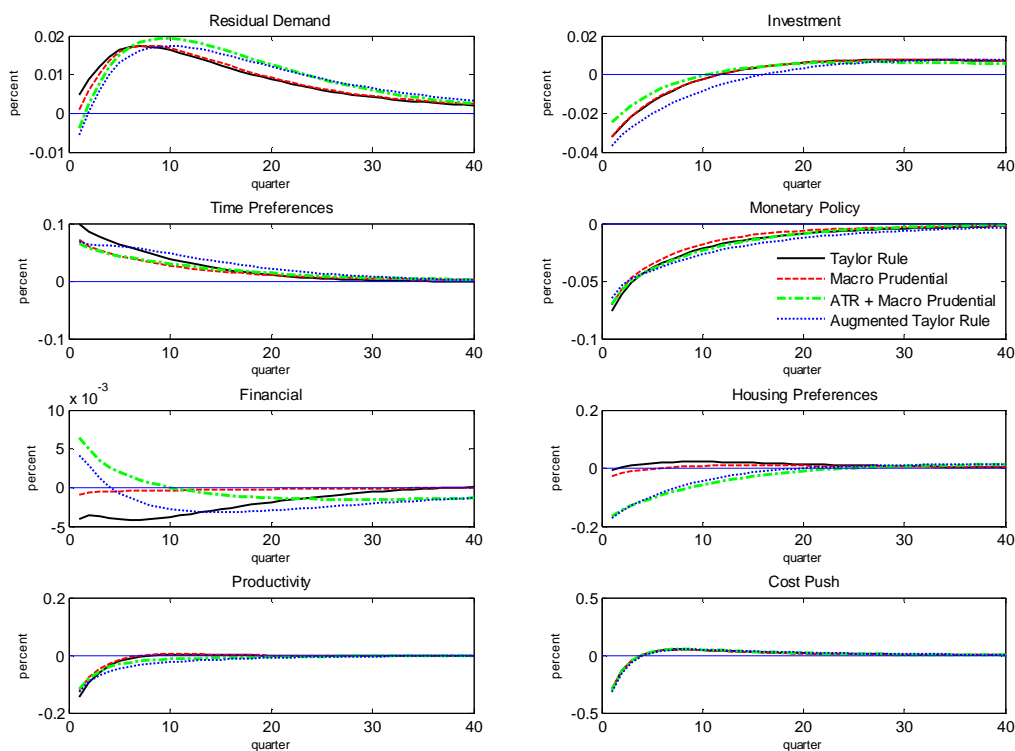 Residual Demand
0.02
0.01
0
-0.01
percent
0 10 20 30 40
quarter
Investment
0.02
0
-0.02
-0.04
percent
0 10 20 30 40
quarter
Time Preferences
0.1
0
-0.1
percent
0 10 20 30 40
quarter
Monetary Policy
0
-0.05
-0.1
percent
Taylor Rule
Macro Prudential
ATR + Macro Prudential
Augmented Taylor Rule
0 10 20 30 40
quarter
Financial
x 10^-3
10
5
0
-5
percent
0 10 20 30 40
quarter
Housing Preferences
0.2
0
-0.2
percent
0 10 20 30 40
quarter
Productivity
0.2
0
-0.2
percent
0 10 20 30 40
quarter
Cost Push
0.5
0
-0.5
percent
0 10 20 30 40
quarter